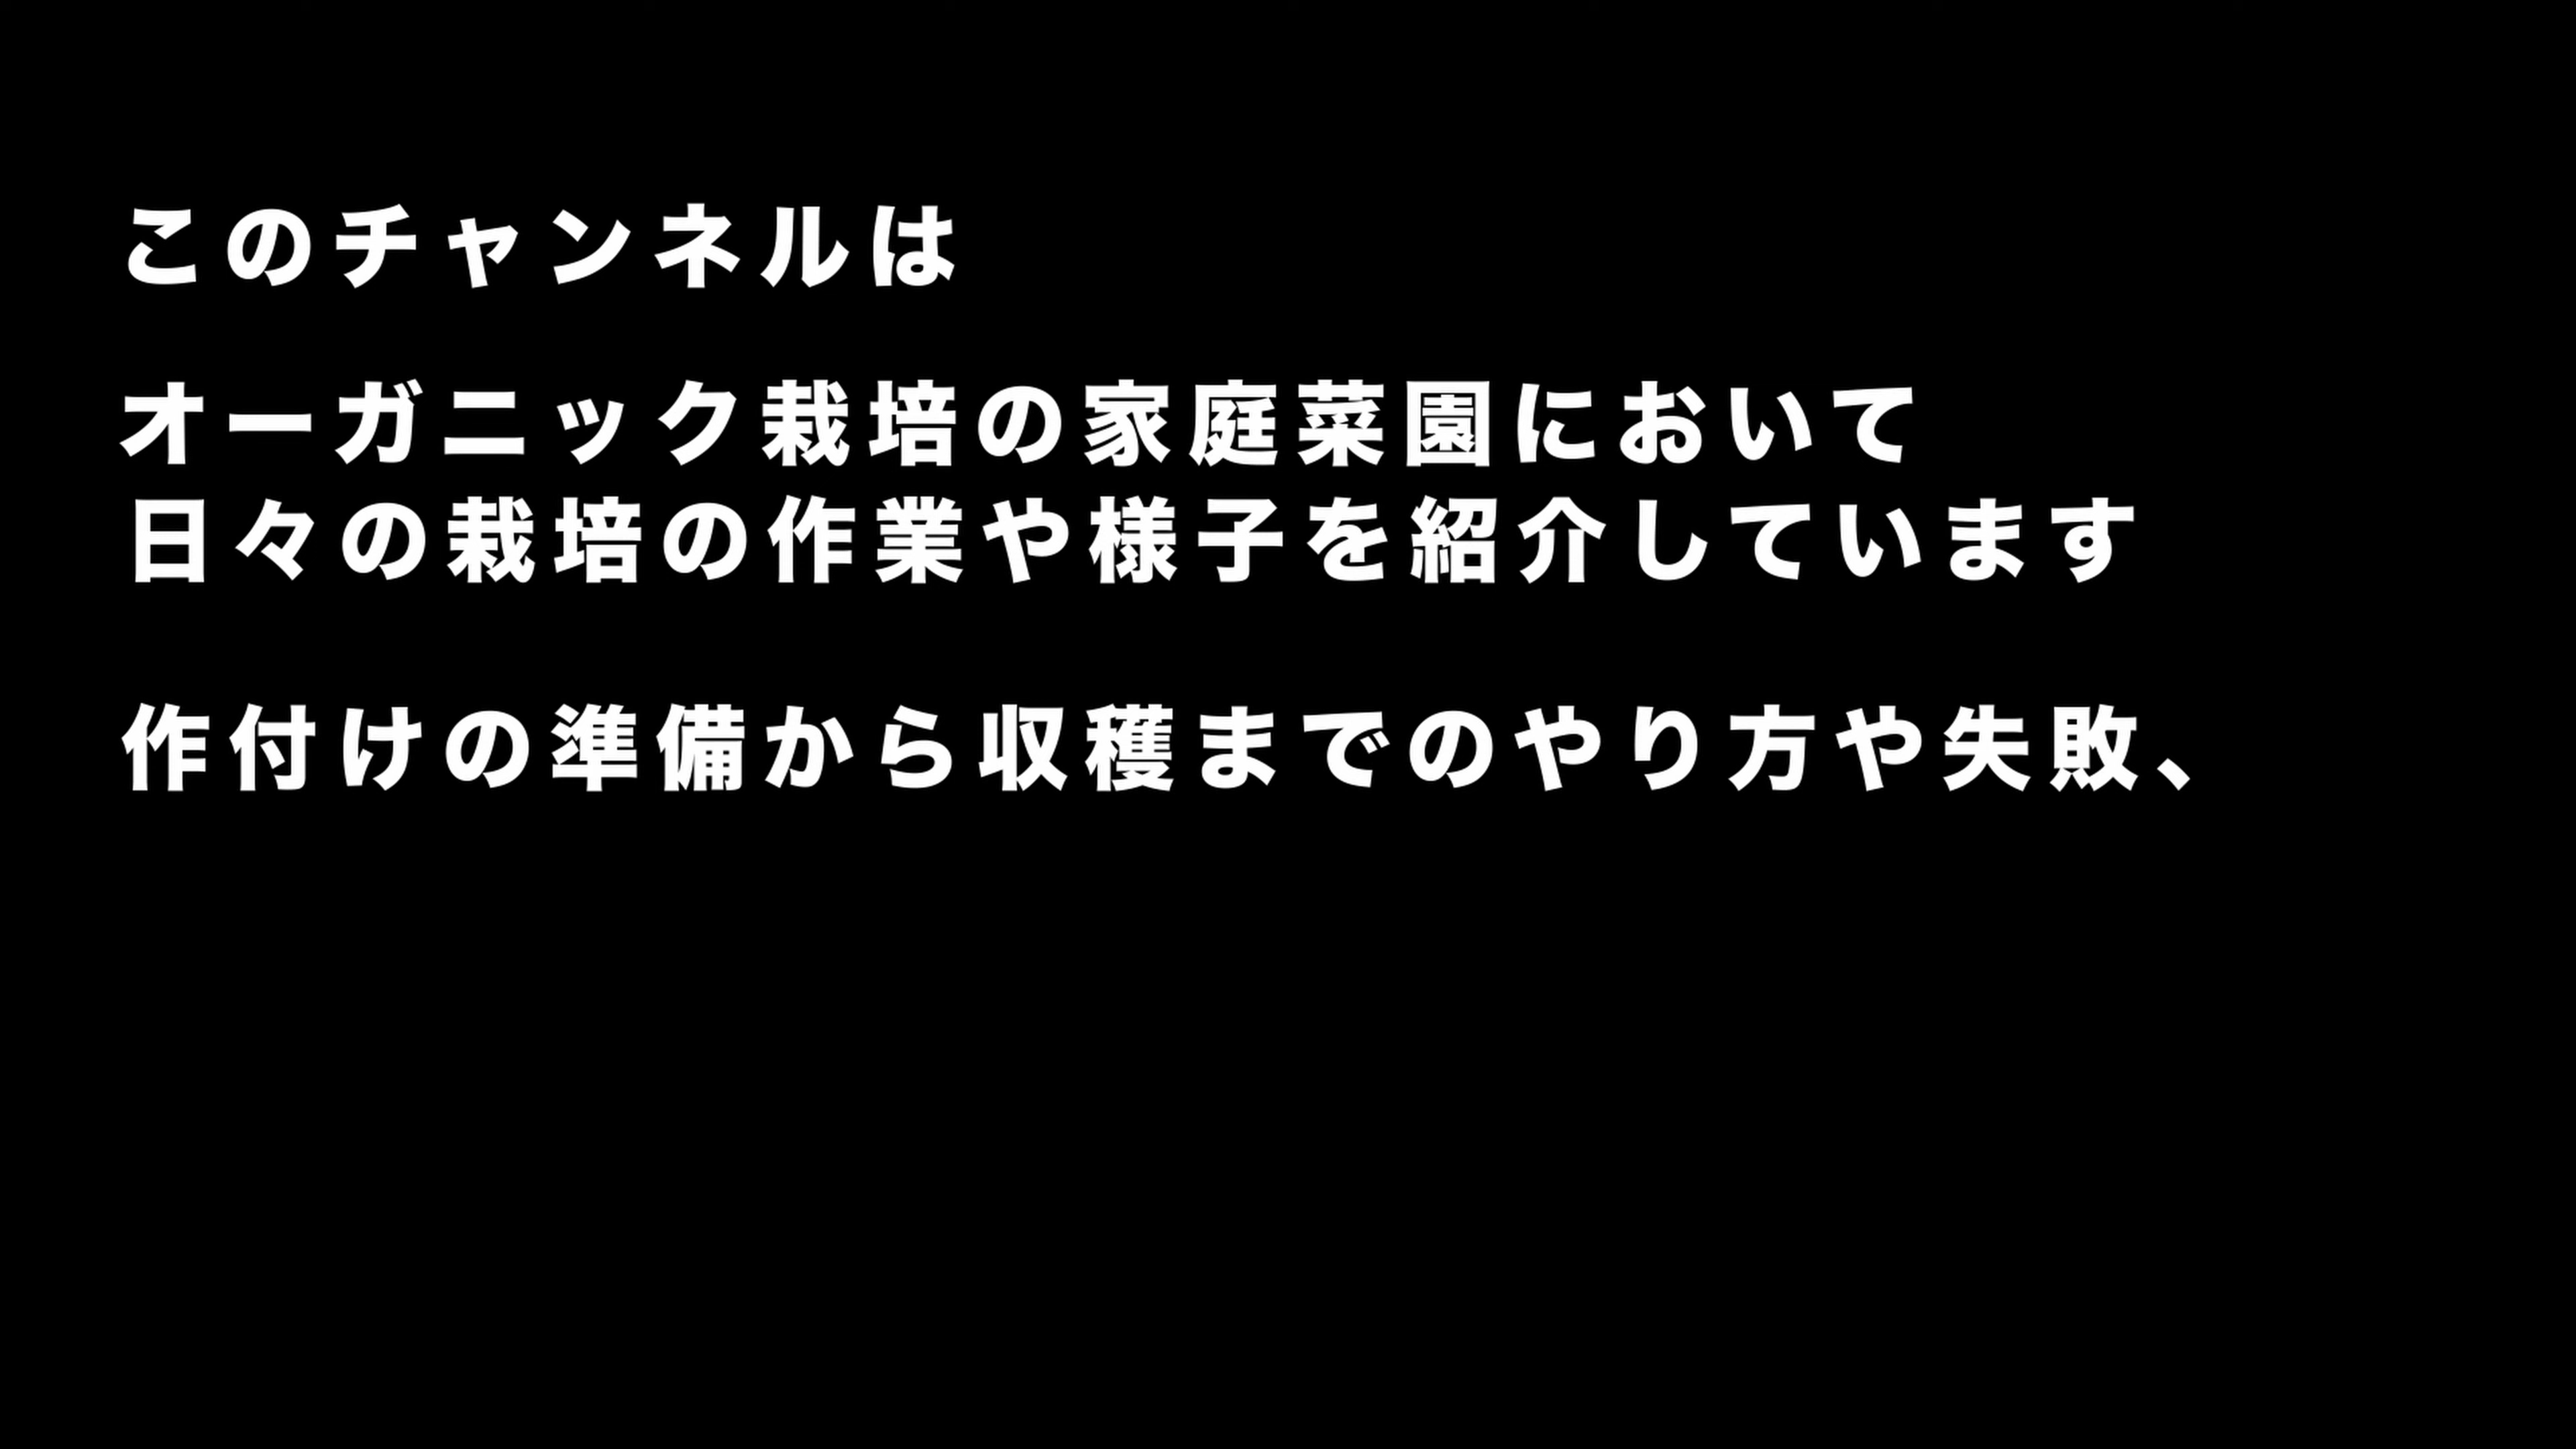 このチャンネルは
オーガニック栽培の家庭菜園において
日々の栽培の作業や様子を紹介しています
作付けの準備から収穫までのやり方や失敗、